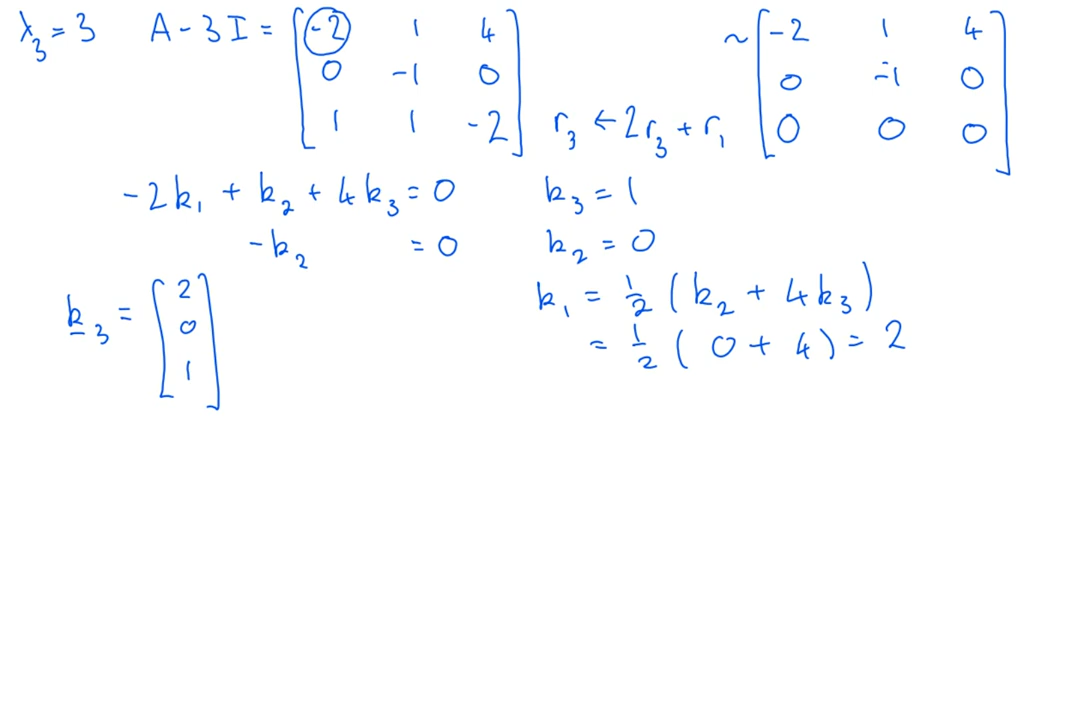 λ₃ = 3 A - 3I = [ -2 1 4 ; 0 -1 0 ; 1 1 -2 ] r₃ ← 2r₃ + r₁ ~ [ -2 1 4 ; 0 -1 0 ; 0 0 0 ]
-2k₁ + k₂ + 4k₃ = 0 k₃ = 1
-k₂ = 0 k₂ = 0
k₃ = [ 2 ; 0 ; 1 ] k₁ = ½ ( k₂ + 4k₃ )
= ½ ( 0 + 4 ) = 2